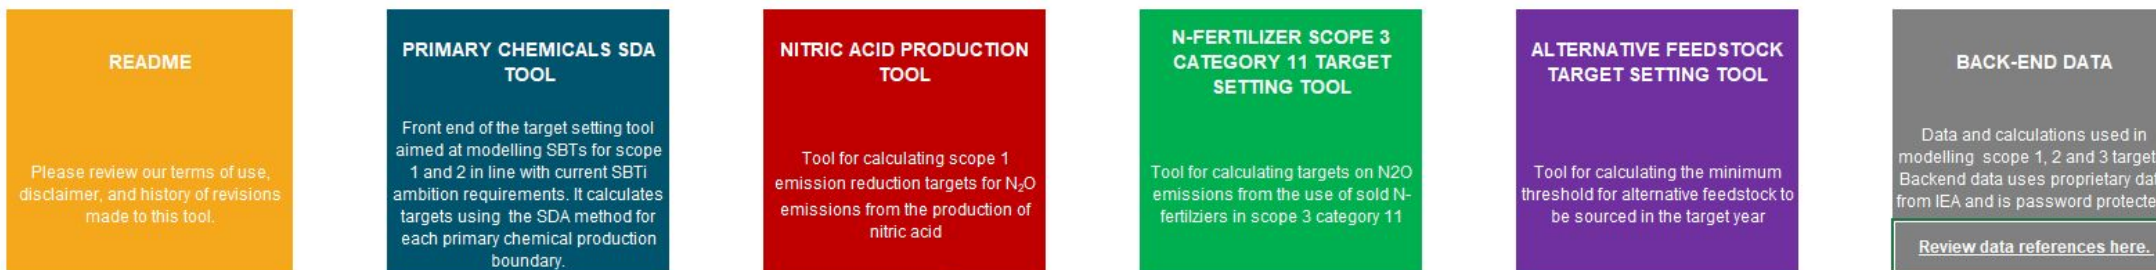 README
Please review our terms of use,
disclaimer, and history of revisions
made to this tool.
PRIMARY CHEMICALS SDA
TOOL
Front end of the target setting tool
aimed at modelling SBTs for scope
1 and 2 in line with current SBTi
ambition requirements. It calculates
targets using the SDA method for
each primary chemical production
boundary.
NITRIC ACID PRODUCTION
TOOL
Tool for calculating scope 1
emission reduction targets for N₂O
emissions from the production of
nitric acid
N-FERTILIZER SCOPE 3
CATEGORY 11 TARGET
SETTING TOOL
Tool for calculating targets on N2O
emissions from the use of sold N-
fertilziers in scope 3 category 11
ALTERNATIVE FEEDSTOCK
TARGET SETTING TOOL
Tool for calculating the minimum
threshold for alternative feedstock to
be sourced in the target year
BACK-END DATA
Data and calculations used in
modelling scope 1, 2 and 3 target
Backend data uses proprietary dat
from IEA and is password protecte
Review data references here.